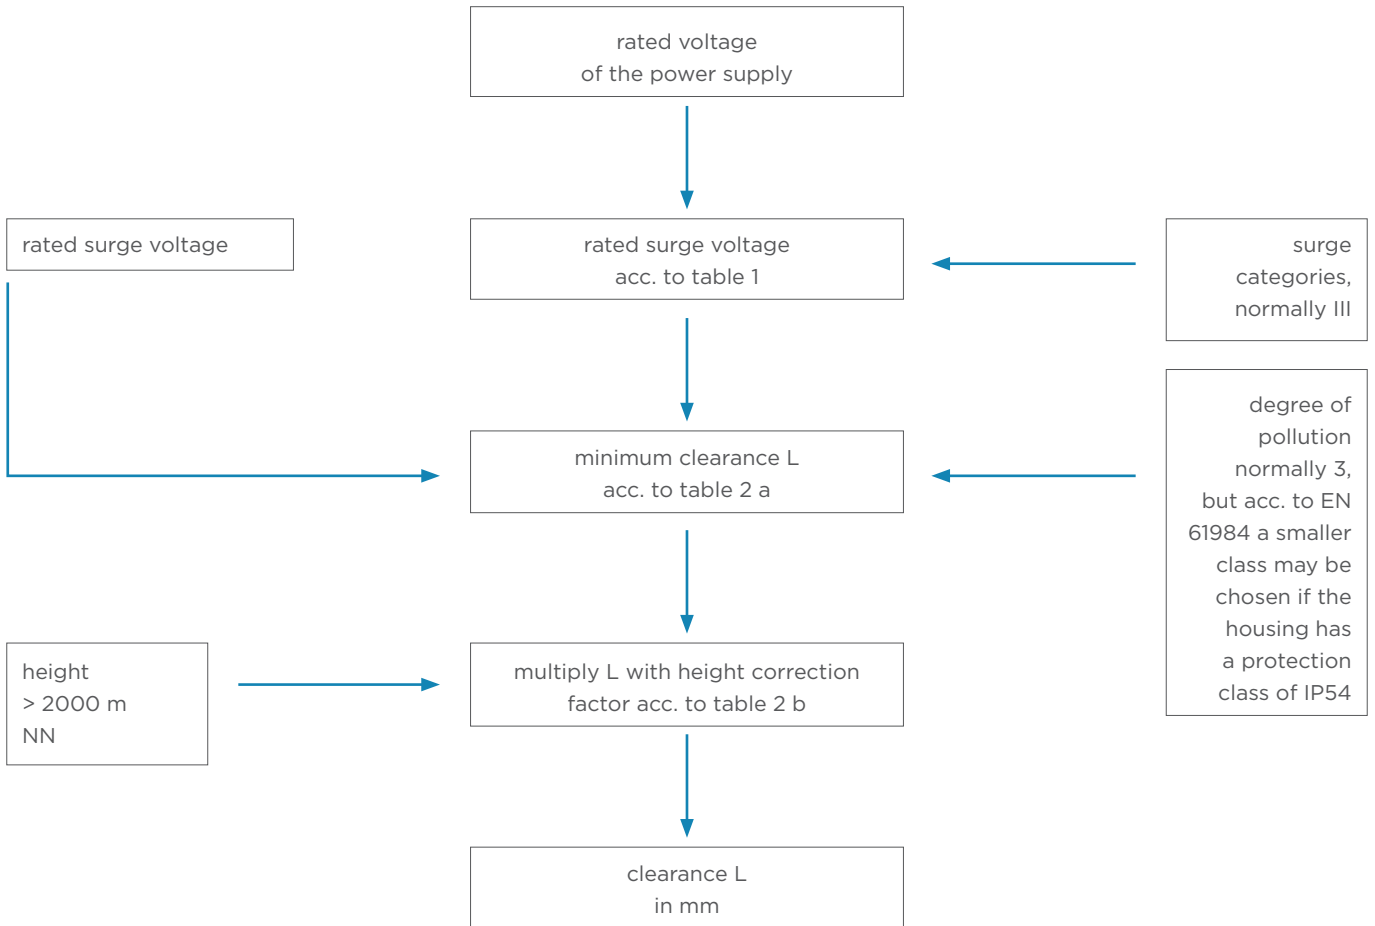 rated voltage
of the power supply
rated surge voltage
rated surge voltage
acc. to table 1
surge
categories,
normally III
minimum clearance L
acc. to table 2 a
degree of
pollution
normally 3,
but acc. to EN
61984 a smaller
class may be
chosen if the
housing has
a protection
class of IP54
height
> 2000 m
NN
multiply L with height correction
factor acc. to table 2 b
clearance L
in mm